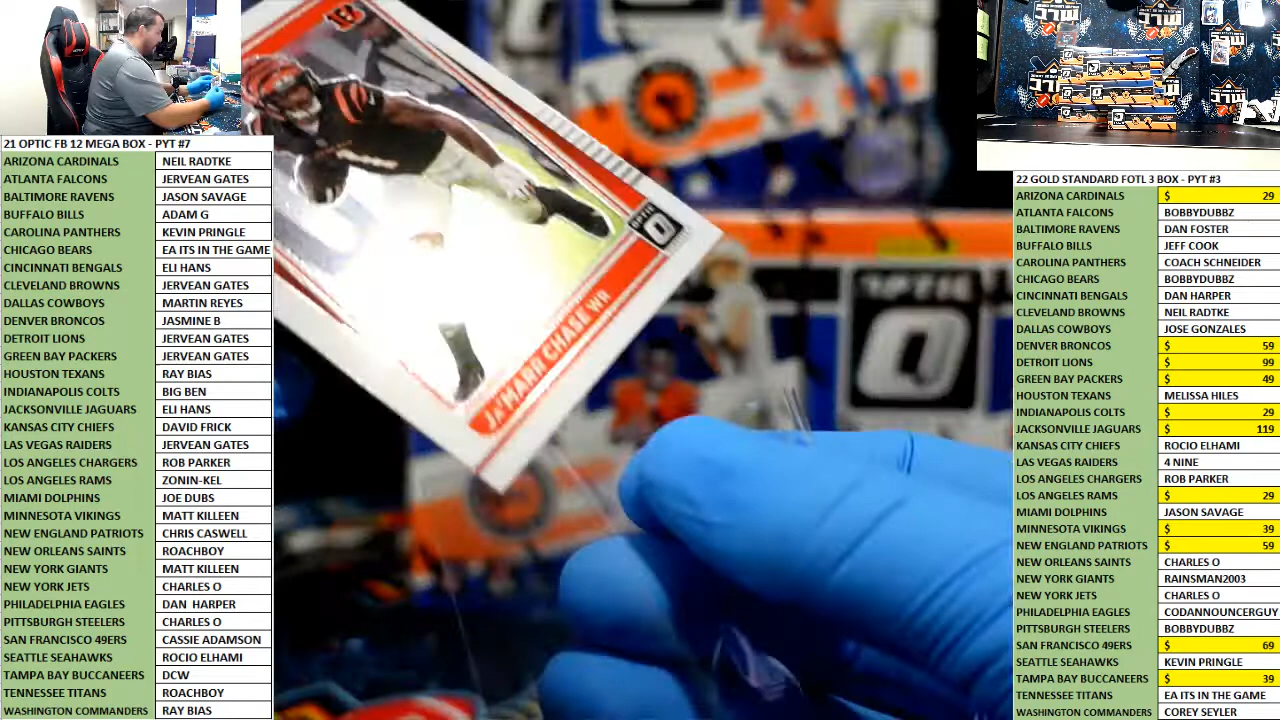 21 OPTIC FB 12 MEGA BOX - PYT #7
ARIZONA CARDINALS NEIL RADTKE
ATLANTA FALCONS JERVEAN GATES
BALTIMORE RAVENS JASON SAVAGE
BUFFALO BILLS ADAM G
CAROLINA PANTHERS KEVIN PRINGLE
CHICAGO BEARS EA ITS IN THE GAME
CINCINNATI BENGALS ELI HANS
CLEVELAND BROWNS JERVEAN GATES
DALLAS COWBOYS MARTIN REYES
DENVER BRONCOS JASMINE B
DETROIT LIONS JERVEAN GATES
GREEN BAY PACKERS JERVEAN GATES
HOUSTON TEXANS RAY BIAS
INDIANAPOLIS COLTS BIG BEN
JACKSONVILLE JAGUARS ELI HANS
KANSAS CITY CHIEFS DAVID FRICK
LAS VEGAS RAIDERS JERVEAN GATES
LOS ANGELES CHARGERS ROB PARKER
LOS ANGELES RAMS ZONIN-KEL
MIAMI DOLPHINS JOE DUBS
MINNESOTA VIKINGS MATT KILLEEN
NEW ENGLAND PATRIOTS CHRIS CASWELL
NEW ORLEANS SAINTS ROACHBOY
NEW YORK GIANTS MATT KILLEEN
NEW YORK JETS CHARLES O
PHILADELPHIA EAGLES DAN HARPER
PITTSBURGH STEELERS CHARLES O
SAN FRANCISCO 49ERS CASSIE ADAMSON
SEATTLE SEAHAWKS ROCIO ELHAMI
TAMPA BAY BUCCANEERS DCW
TENNESSEE TITANS ROACHBOY
WASHINGTON COMMANDERS RAY BIAS
OPTIC
JA'MARR CHASE WR
22 GOLD STANDARD FOTL 3 BOX - PYT #3
ARIZONA CARDINALS $ 29
ATLANTA FALCONS BOBBYDUBBZ
BALTIMORE RAVENS DAN FOSTER
BUFFALO BILLS JEFF COOK
CAROLINA PANTHERS COACH SCHNEIDER
CHICAGO BEARS BOBBYDUBBZ
CINCINNATI BENGALS DAN HARPER
CLEVELAND BROWNS NEIL RADTKE
DALLAS COWBOYS JOSE GONZALES
DENVER BRONCOS $ 59
DETROIT LIONS $ 99
GREEN BAY PACKERS $ 49
HOUSTON TEXANS MELISSA HILES
INDIANAPOLIS COLTS $ 29
JACKSONVILLE JAGUARS $ 119
KANSAS CITY CHIEFS ROCIO ELHAMI
LAS VEGAS RAIDERS 4 NINE
LOS ANGELES CHARGERS ROB PARKER
LOS ANGELES RAMS $ 29
MIAMI DOLPHINS JASON SAVAGE
MINNESOTA VIKINGS $ 39
NEW ENGLAND PATRIOTS $ 59
NEW ORLEANS SAINTS CHARLES O
NEW YORK GIANTS RAINSMAN2003
NEW YORK JETS CHARLES O
PHILADELPHIA EAGLES CODANNOUNCERGUY
PITTSBURGH STEELERS BOBBYDUBBZ
SAN FRANCISCO 49ERS $ 69
SEATTLE SEAHAWKS KEVIN PRINGLE
TAMPA BAY BUCCANEERS $ 39
TENNESSEE TITANS EA ITS IN THE GAME
WASHINGTON COMMANDERS COREY SEYLER